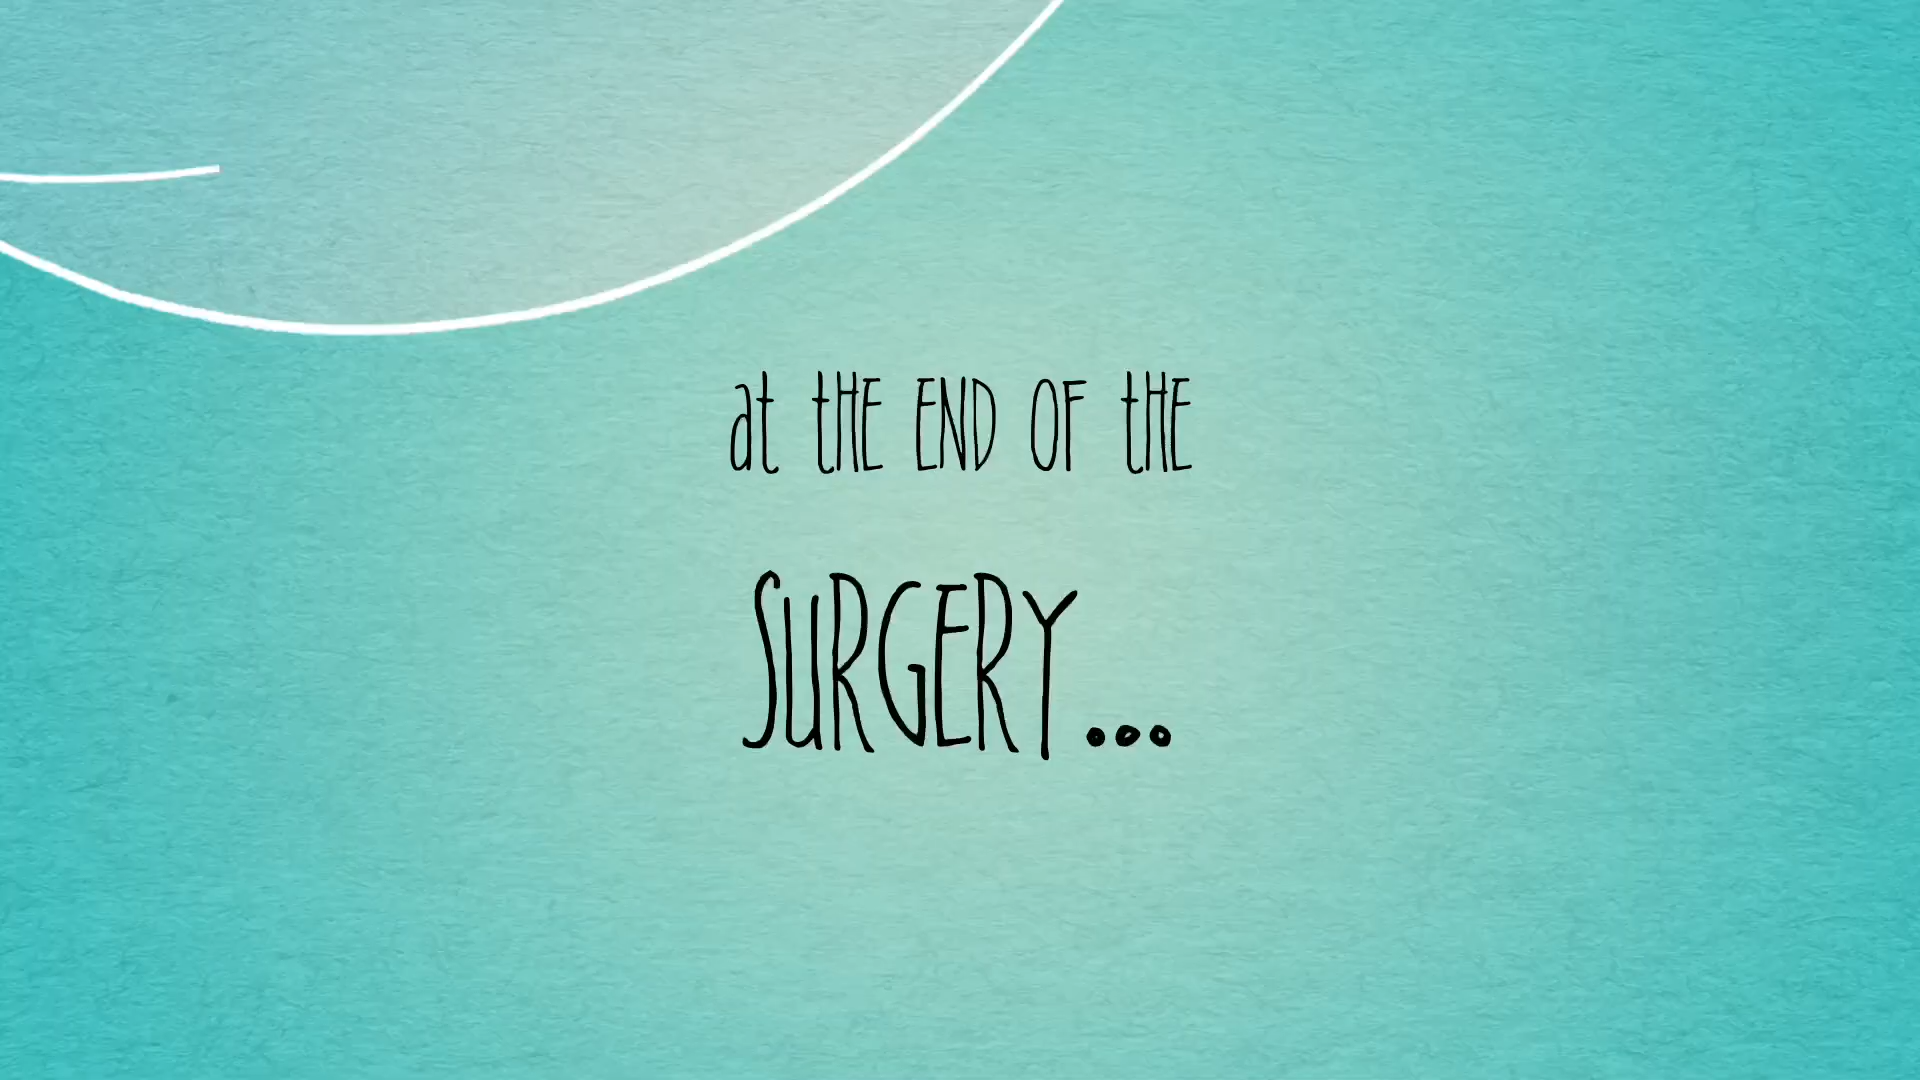 at tHE END OF tHE
SURGERY...